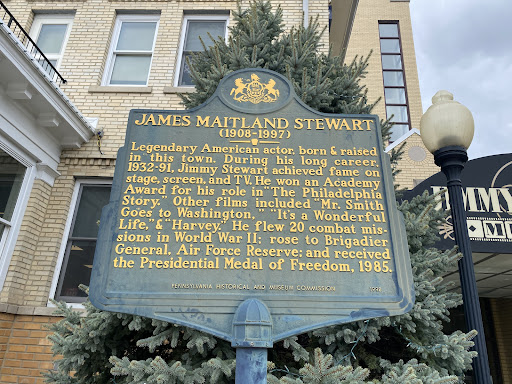 JAMES MAITLAND STEWART
(1908-1997)
Legendary American actor, born & raised
in this town. During his long career,
1932-91, Jimmy Stewart achieved fame on
stage, screen, and TV. He won an Academy
Award for his role in "The Philadelphia
Story." Other films included "Mr. Smith
Goes to Washington," "It's a Wonderful
Life," & "Harvey." He flew 20 combat mis-
sions in World War II; rose to Brigadier
General, Air Force Reserve; and received
the Presidential Medal of Freedom, 1985.
PENNSYLVANIA HISTORICAL AND MUSEUM COMMISSION